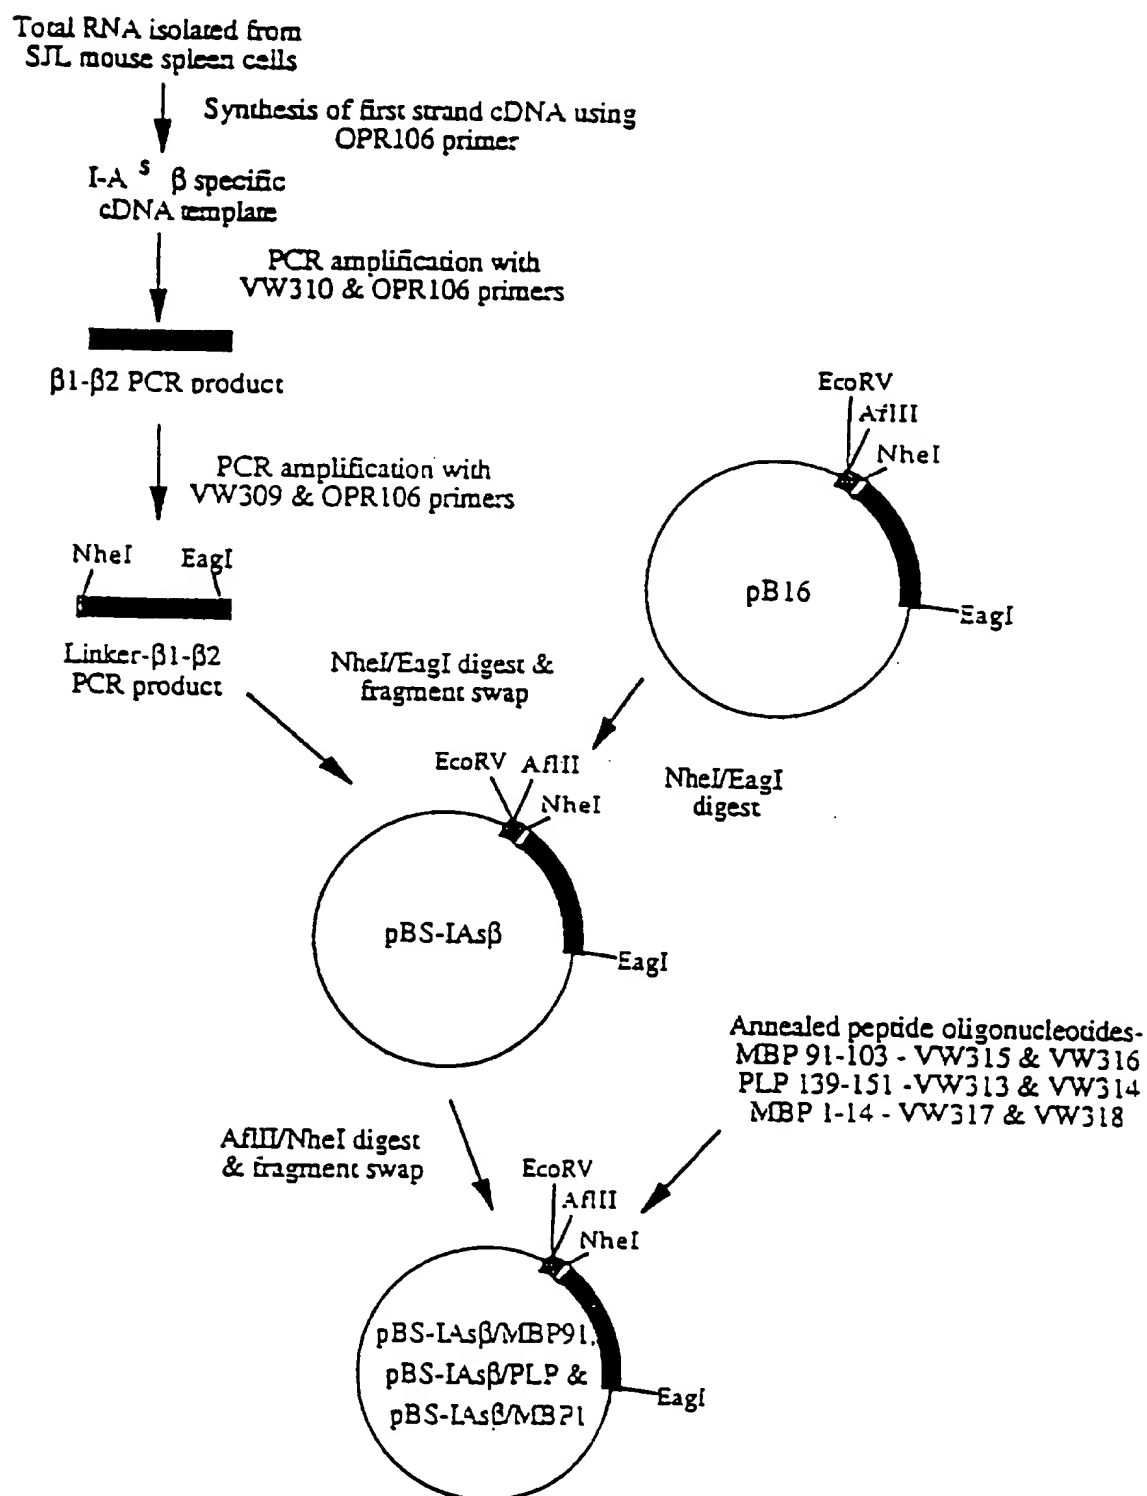 Total RNA isolated from
SJL mouse spleen cells
Synthesis of first strand cDNA using
OPR106 primer
I-A s β specific
cDNA template
PCR amplification with
VW310 & OPR106 primers
β1-β2 PCR product
PCR amplification with
VW309 & OPR106 primers
NheI EagI
Linker-β1-β2
PCR product
EcoRV
AflII
NheI
pB16
EagI
NheI/EagI digest &
fragment swap
NheI/EagI
digest
EcoRV AflII
NheI
pBS-IAsβ
EagI
Annealed peptide oligonucleotides-
MBP 91-103 - VW315 & VW316
PLP 139-151 -VW313 & VW314
MBP 1-14 - VW317 & VW318
AflII/NheI digest
& fragment swap
EcoRV
AflII
NheI
pBS-IAsβ/MBP91,
pBS-IAsβ/PLP &
pBS-IAsβ/MBP1
EagI